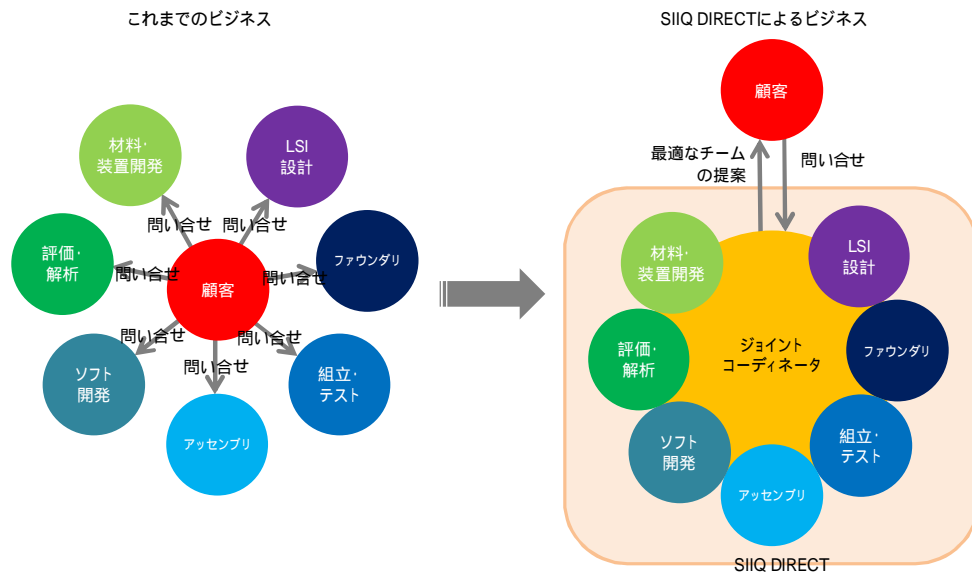 これまでのビジネス
材料・
装置開発
LSI
設計
問い合せ
問い合せ
評価・
解析
問い合せ
顧客
問い合せ
ファウンダリ
問い合せ
問い合せ
問い合せ
ソフト
開発
組立・
テスト
アッセンブリ
SIIQ DIRECTによるビジネス
顧客
最適なチーム
の提案
問い合せ
材料・
装置開発
LSI
設計
評価・
解析
ジョイント
コーディネータ
ファウンダリ
ソフト
開発
組立・
テスト
アッセンブリ
SIIQ DIRECT